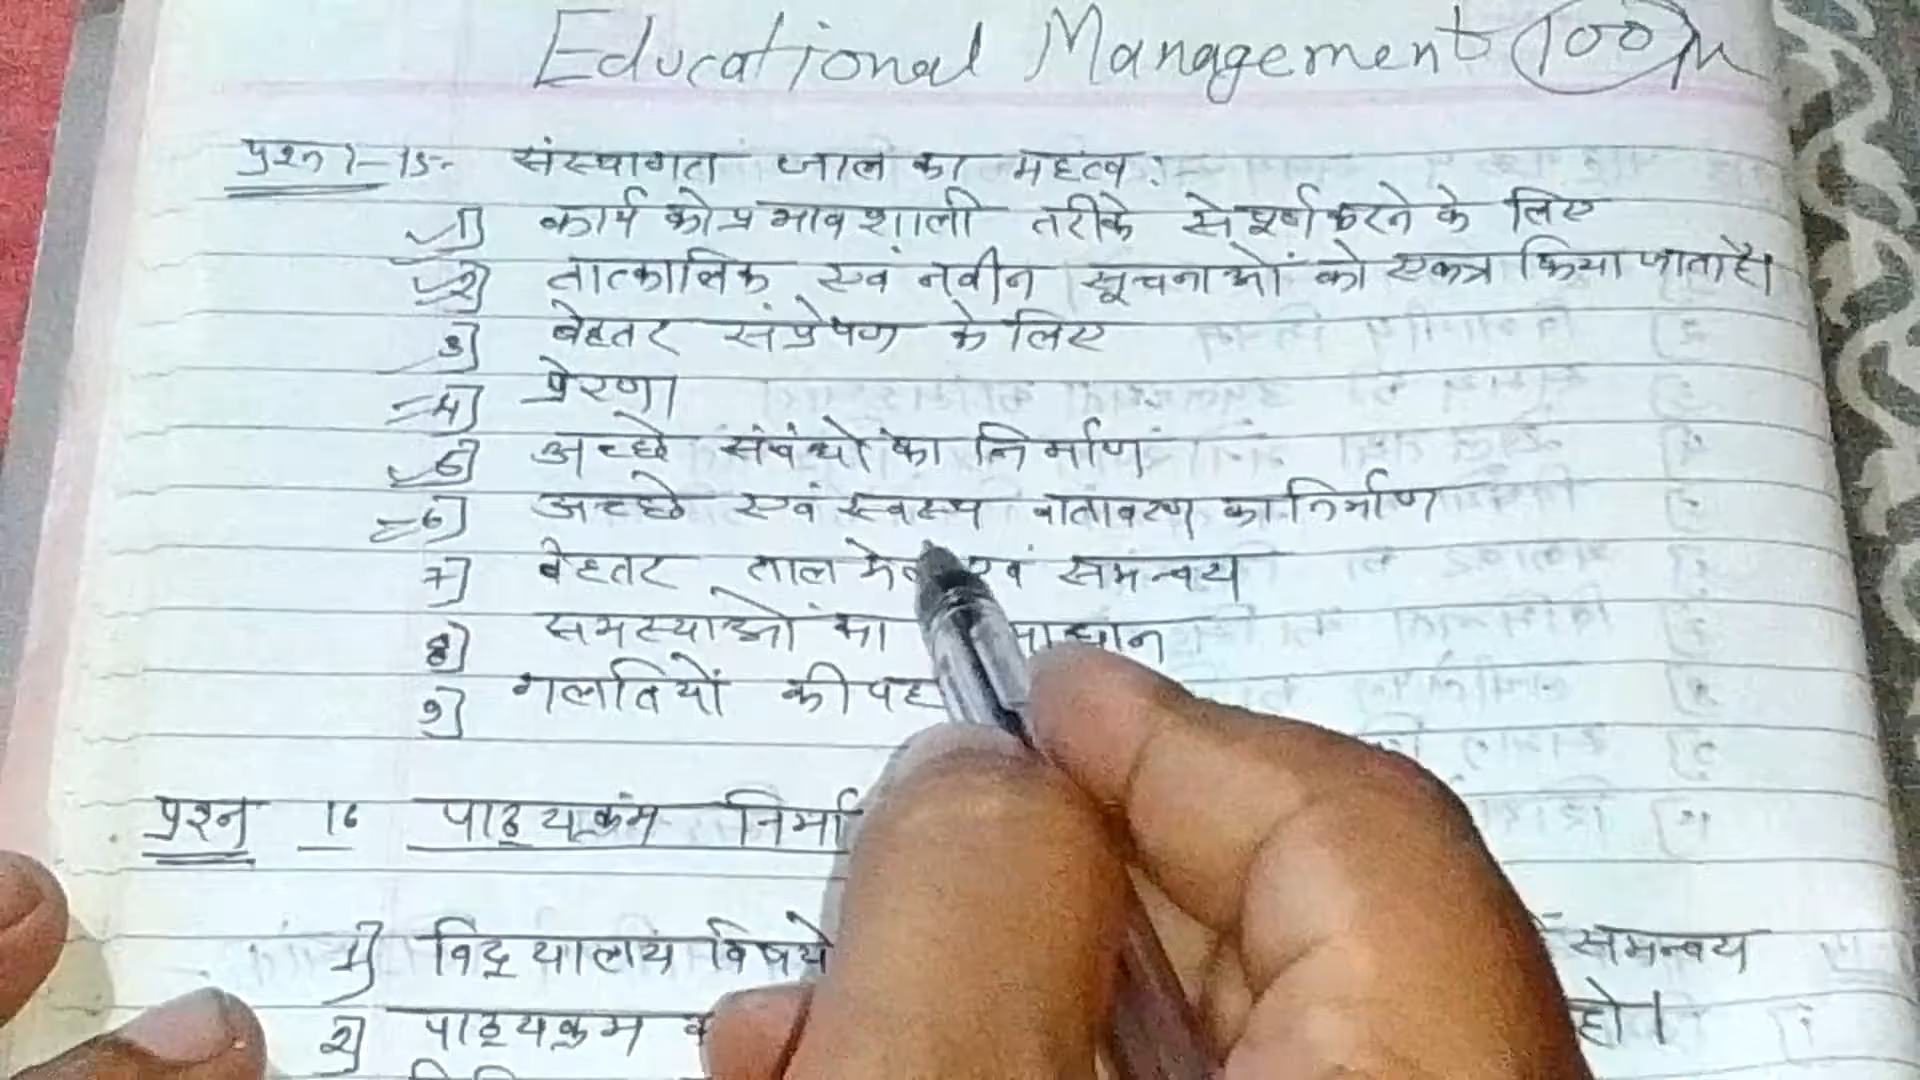 Educational Management 100 m
प्रश्न :- 15- संस्थागत जाल का महत्व :
1] कार्य को प्रभावशाली तरीके से पूर्ण करने के लिए
2] तात्कालिक एवं नवीन सूचनाओं को एकत्र किया जाता है।
3] बेहतर संप्रेषण के लिए
4] प्रेरणा
5] अच्छे संबंधो का निर्माण
6] अच्छे एवं स्वस्थ वातावरण का निर्माण
7] बेहतर ताल एवं समन्वय
8] समस्याओं का
9] गलतियों की
प्रश्न 16 पाठ्यक्रम
1] विद्यालय समन्वय
2] पाठ्यक्रम हो।